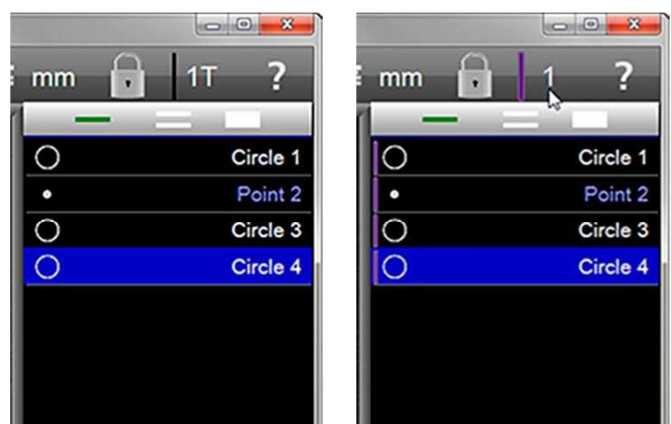 mm 1T ?
Circle 1
Point 2
Circle 3
Circle 4
mm 1 ?
Circle 1
Point 2
Circle 3
Circle 4